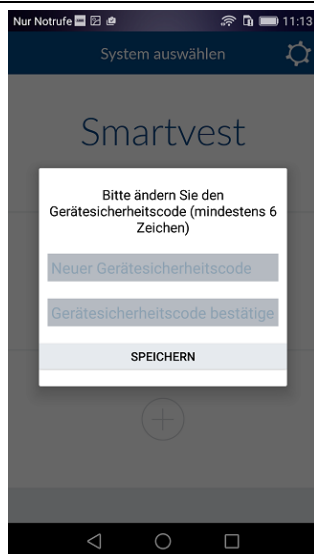 Nur Notrufe 11:13
System auswählen
Smartvest
Bitte ändern Sie den
Gerätesicherheitscode (mindestens 6
Zeichen)
Neuer Gerätesicherheitscode
Gerätesicherheitscode bestätige
SPEICHERN